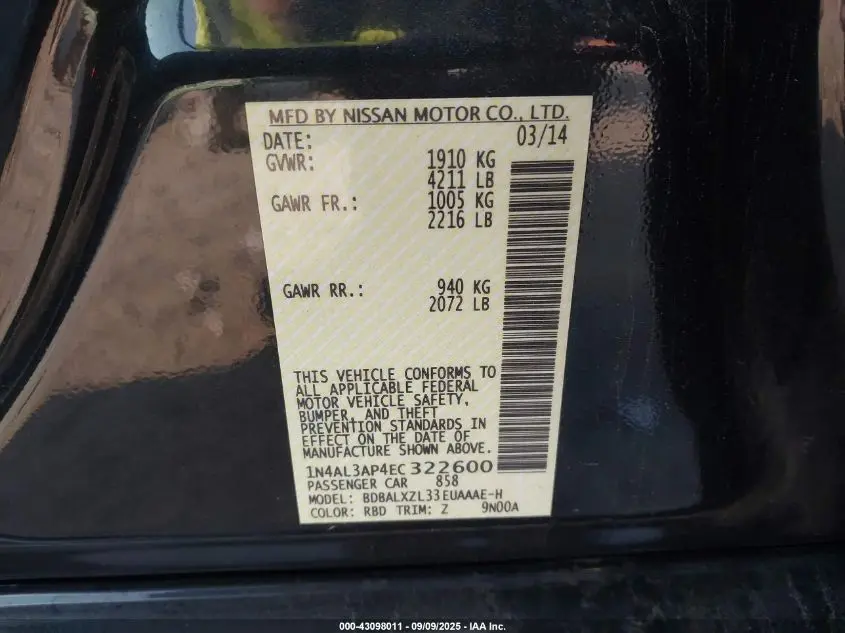 MFD BY NISSAN MOTOR CO., LTD.
DATE: 03/14
GVWR: 1910 KG
4211 LB
GAWR FR.: 1005 KG
2216 LB
GAWR RR.: 940 KG
2072 LB
THIS VEHICLE CONFORMS TO
ALL APPLICABLE FEDERAL
MOTOR VEHICLE SAFETY,
BUMPER, AND THEFT
PREVENTION STANDARDS IN
EFFECT ON THE DATE OF
MANUFACTURE SHOWN ABOVE.
1N4AL3AP4EC322600
PASSENGER CAR 858
MODEL: BDBALXZL33EUAAAE-H
COLOR: RBD TRIM: Z 9N00A
000-43098011 - 09/09/2025 - IAA Inc.